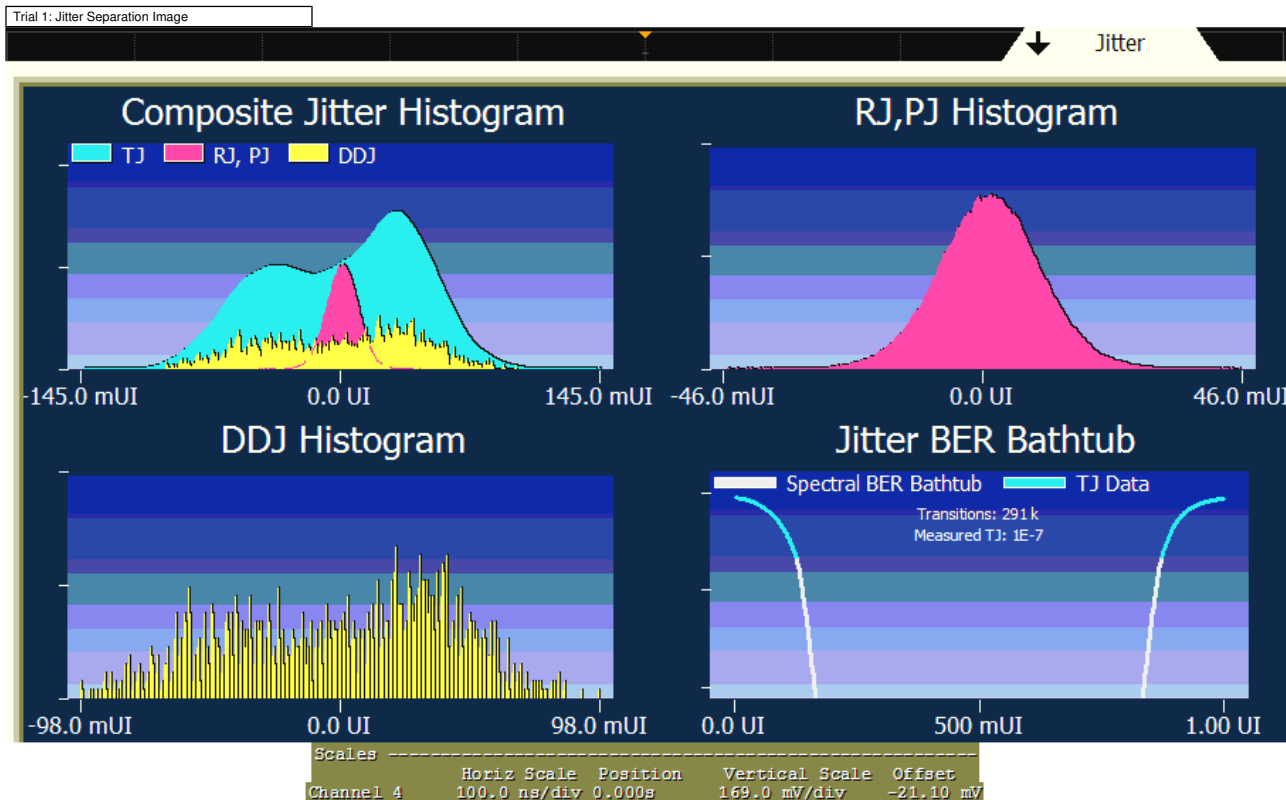 Trial 1: Jitter Separation Image
Jitter
Composite Jitter Histogram
TJ RJ, PJ DDJ
-145.0 mUI 0.0 UI 145.0 mUI
RJ,PJ Histogram
-46.0 mUI 0.0 UI 46.0 mUI
DDJ Histogram
-98.0 mUI 0.0 UI 98.0 mUI
Jitter BER Bathtub
Spectral BER Bathtub TJ Data
Transitions: 291 k
Measured TJ: 1E-7
0.0 UI 500 mUI 1.00 UI
Scales --------------------------------------------------------
Horiz Scale Position Vertical Scale Offset
Channel 4 100.0 ns/div 0.000s 169.0 mV/div -21.10 mV